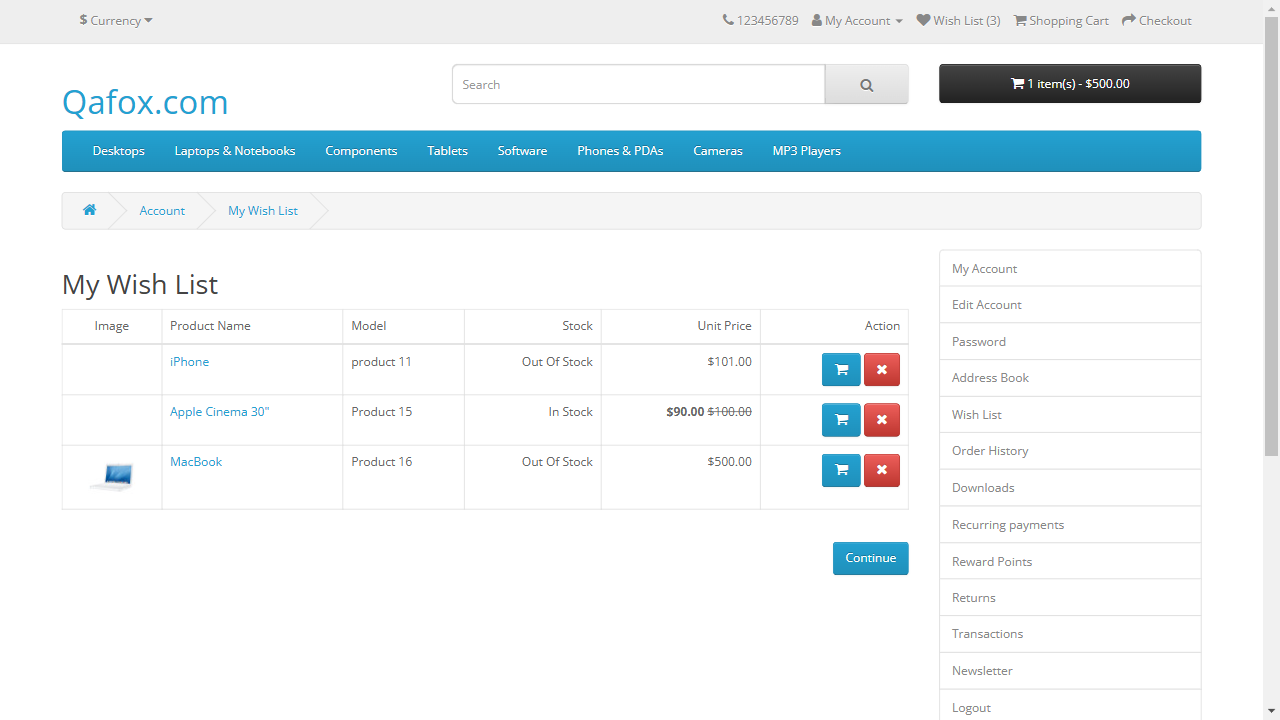 $ Currency
123456789 My Account Wish List (3) Shopping Cart Checkout
Qafox.com
Search
1 item(s) - $500.00
Desktops Laptops & Notebooks Components Tablets Software Phones & PDAs Cameras MP3 Players
Account My Wish List
My Wish List
Image Product Name Model Stock Unit Price Action
iPhone product 11 Out Of Stock $101.00
Apple Cinema 30" Product 15 In Stock $90.00 $100.00
MacBook Product 16 Out Of Stock $500.00
Continue
My Account
Edit Account
Password
Address Book
Wish List
Order History
Downloads
Recurring payments
Reward Points
Returns
Transactions
Newsletter
Logout